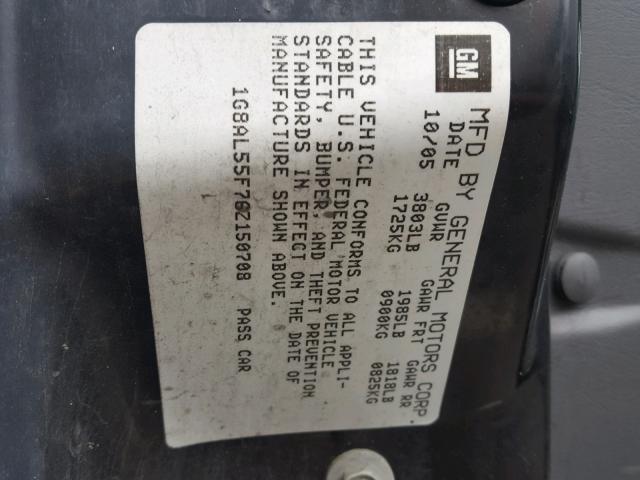 GM
MFD BY GENERAL MOTORS CORP.
DATE GVWR GAWR FRT GAWR RR
10/05 3803LB 1985LB 1818LB
1725KG 0900KG 0825KG
THIS VEHICLE CONFORMS TO ALL APPLI-
CABLE U.S. FEDERAL MOTOR VEHICLE
SAFETY, BUMPER, AND THEFT PREVENTION
STANDARDS IN EFFECT ON THE DATE OF
MANUFACTURE SHOWN ABOVE.
1G8AL55F76Z159708 PASS CAR